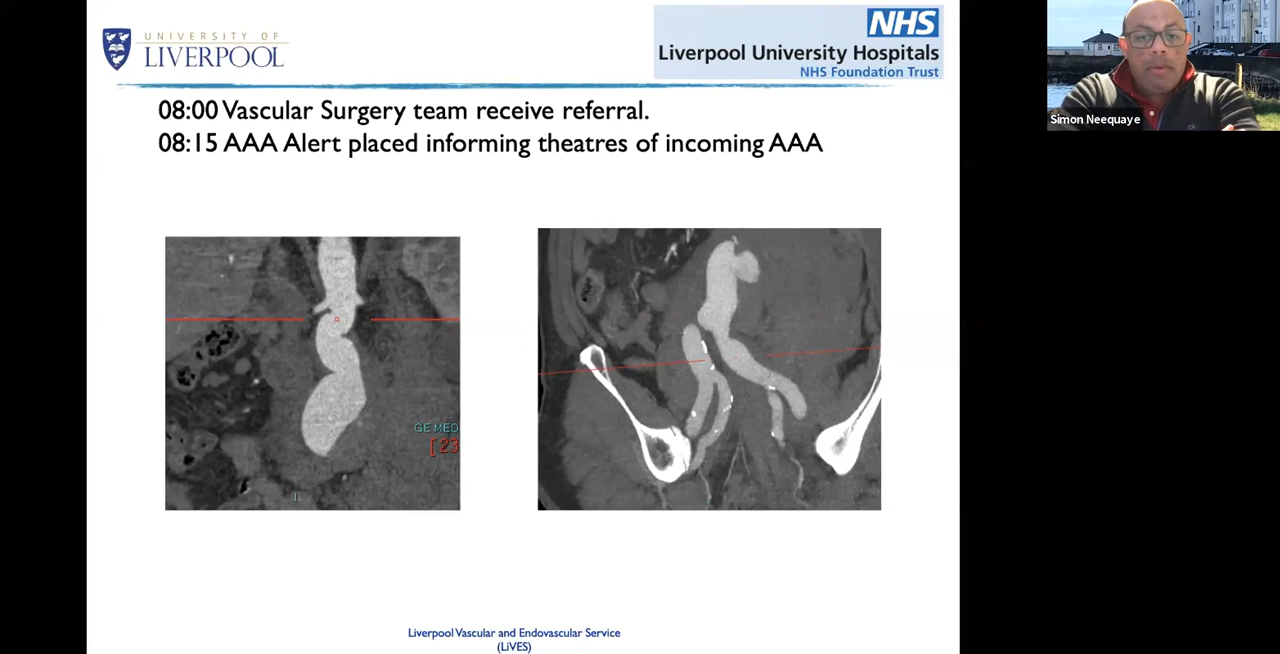 UNIVERSITY OF
LIVERPOOL
NHS
Liverpool University Hospitals
NHS Foundation Trust
08:00 Vascular Surgery team receive referral.
08:15 AAA Alert placed informing theatres of incoming AAA
GE MED
[ 23
Liverpool Vascular and Endovascular Service
(LiVES)
Simon Neequaye